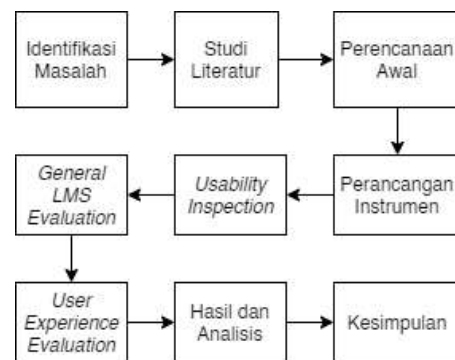 Identifikasi
Masalah
Studi
Literatur
Perencanaan
Awal
Perancangan
Instrumen
Usability
Inspection
General
LMS
Evaluation
User
Experience
Evaluation
Hasil dan
Analisis
Kesimpulan